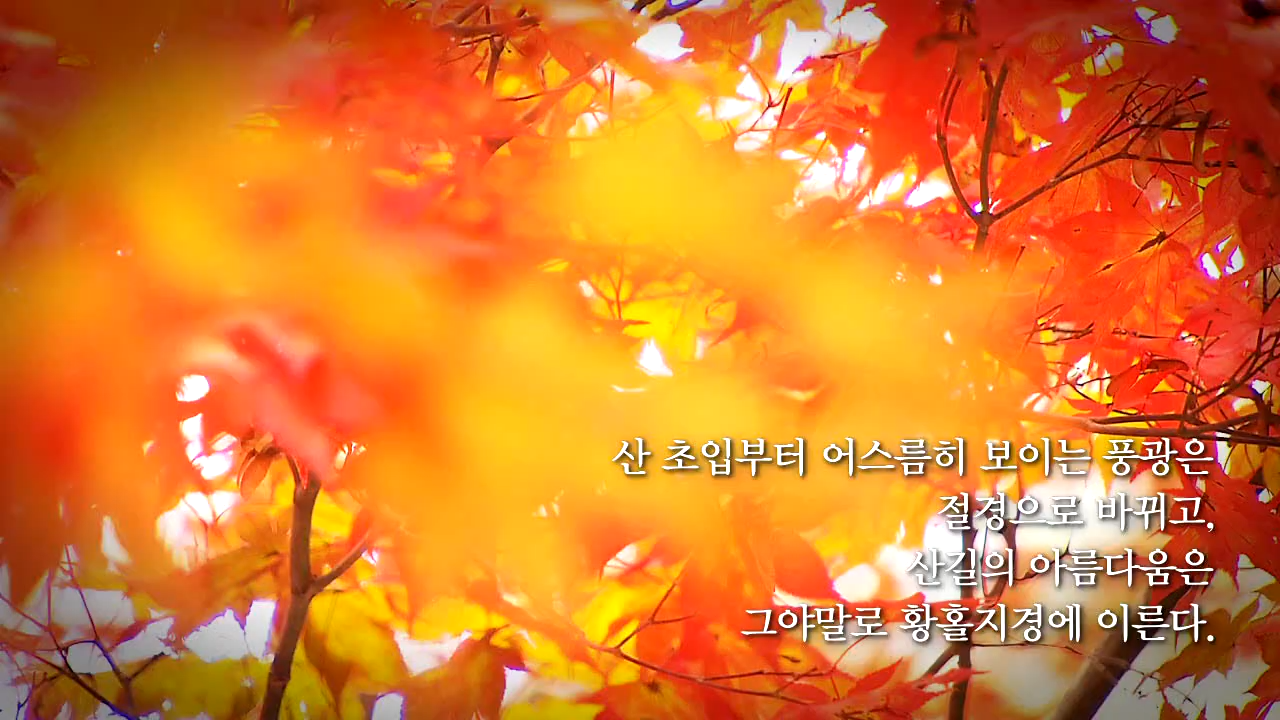 산 초입부터 어스름히 보이는 풍광은
절경으로 바뀌고,
산길의 아름다움은
그야말로 황홀지경에 이른다.